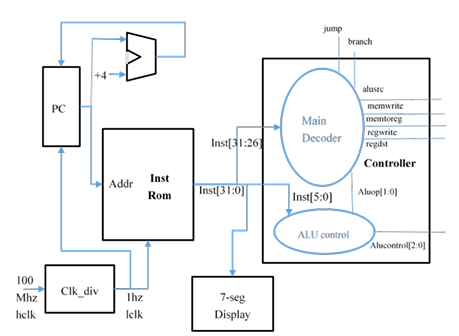 jump
branch
+4
PC
alusrc
memwrite
memtoreg
regwrite
regdst
Main
Decoder
Inst[31:26]
Controller
Addr
Inst
Rom
Inst[31:0]
Inst[5:0]
Aluop[1:0]
ALU control
Alucontrol[2:0]
100
Mhz
hclk
Clk_div
1hz
lclk
7-seg
Display